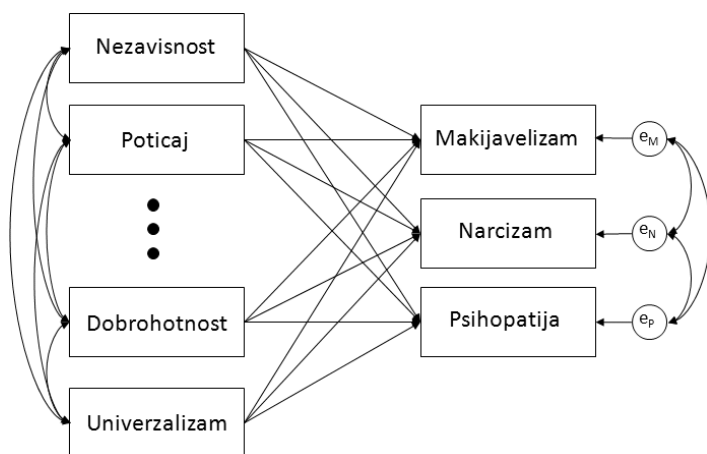 Nezavisnost
Poticaj
Dobrohotnost
Univerzalizam
Makijavelizam
Narcizam
Psihopatija
eM
eN
eP